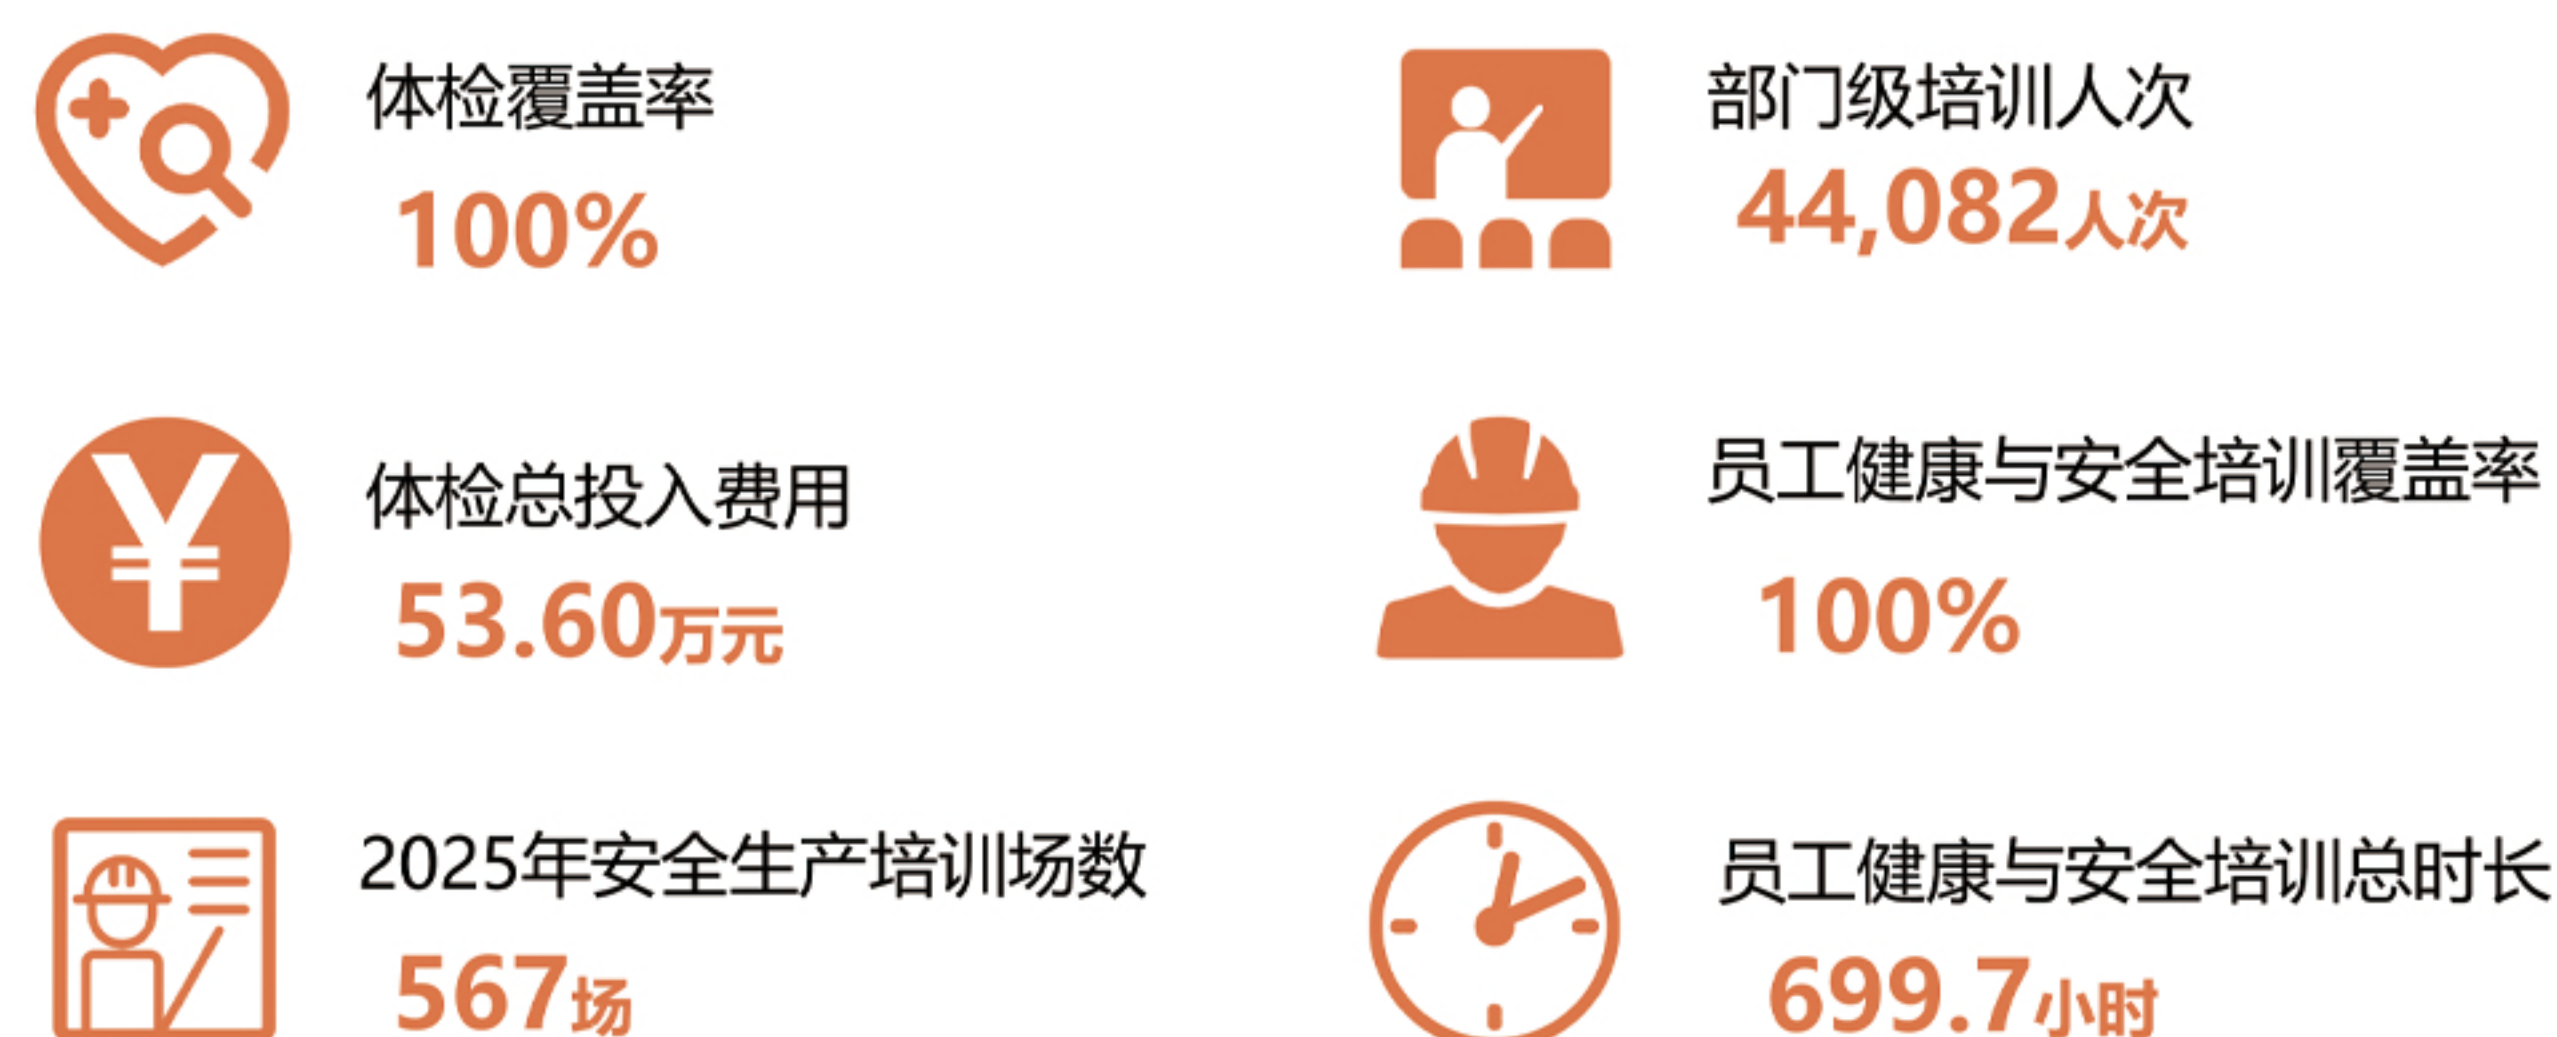 体检覆盖率
100%
部门级培训人次
44,082人次
体检总投入费用
53.60万元
员工健康与安全培训覆盖率
100%
2025年安全生产培训场数
567场
员工健康与安全培训总时长
699.7小时